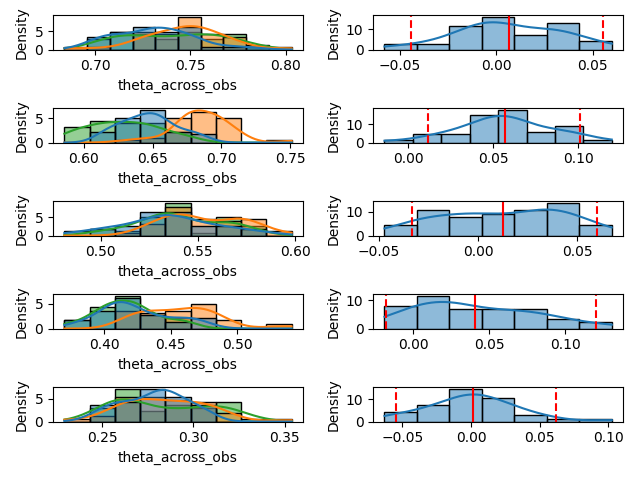 Density
5
0
0.70 0.75 0.80
theta_across_obs
Density
10
0
−0.05 0.00 0.05
Density
5
0
0.60 0.65 0.70 0.75
theta_across_obs
Density
10
0
0.00 0.05 0.10
Density
5
0
0.50 0.55 0.60
theta_across_obs
Density
10
0
−0.05 0.00 0.05
Density
5
0
0.40 0.45 0.50
theta_across_obs
Density
10
0
0.00 0.05 0.10
Density
5
0
0.25 0.30 0.35
theta_across_obs
Density
10
0
−0.05 0.00 0.05 0.10